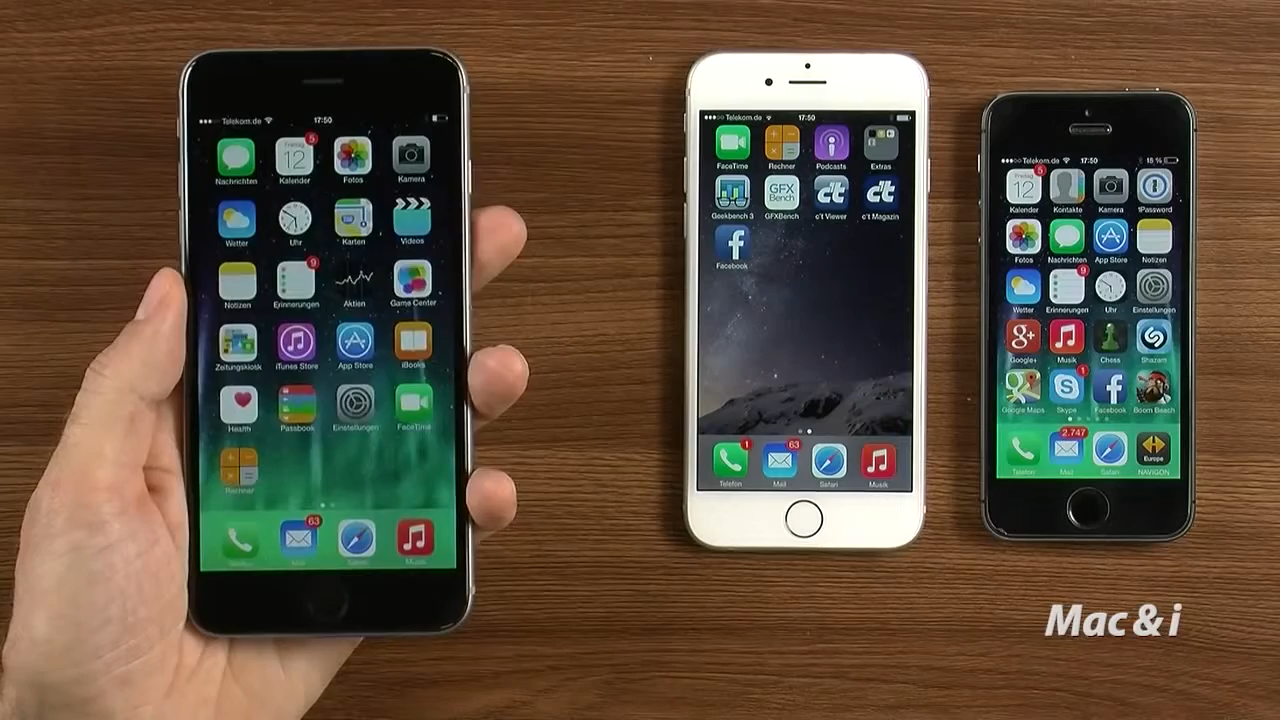 Telekom.de 17:50
5
Freitag
12
Nachrichten Kalender Fotos Kamera
Wetter Uhr Karten Videos
9
Notizen Erinnerungen Aktien Game Center
Zeitungskiosk iTunes Store App Store iBooks
Health Passbook Einstellungen FaceTime
Rechner
63
Telekom.de 17:50
FaceTime Rechner Podcasts Extras
GFX
Bench
c't c't
Geekbench 3 GFXBench c't Viewer c't Magazin
Facebook
1 63
Telefon Mail Safari Musik
Telekom.de 17:50 18 %
5
Freitag
12
Kalender Kontakte Kamera 1Password
Fotos Nachrichten App Store Notizen
9
Wetter Erinnerungen Uhr Einstellungen
g+
Google+ Musik Chess Shazam
1
Google Maps Skype Facebook Boom Beach
2.747
Europe
Telefon Mail Safari NAVIGON
Mac & i